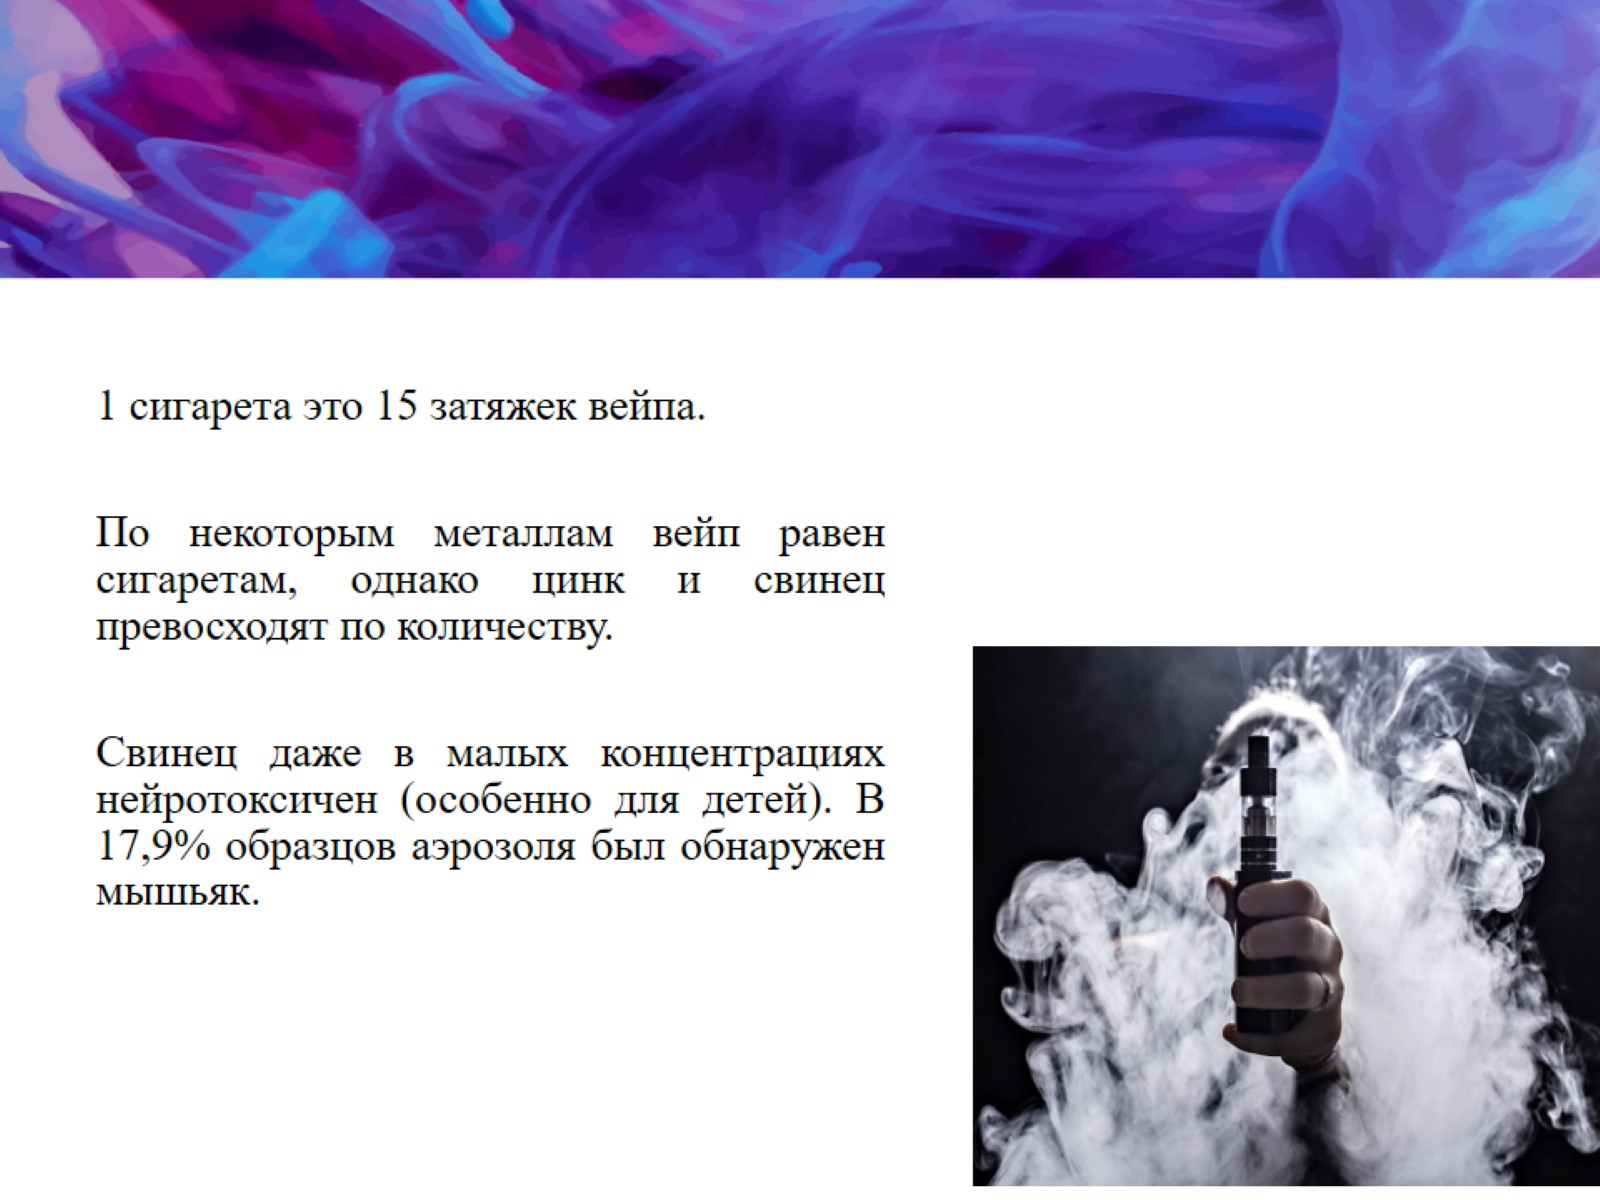 1 сигарета это 15 затяжек вейпа.
По некоторым металлам вейп равен
сигаретам, однако цинк и свинец
превосходят по количеству.
Свинец даже в малых концентрациях
нейротоксичен (особенно для детей). В
17,9% образцов аэрозоля был обнаружен
мышьяк.